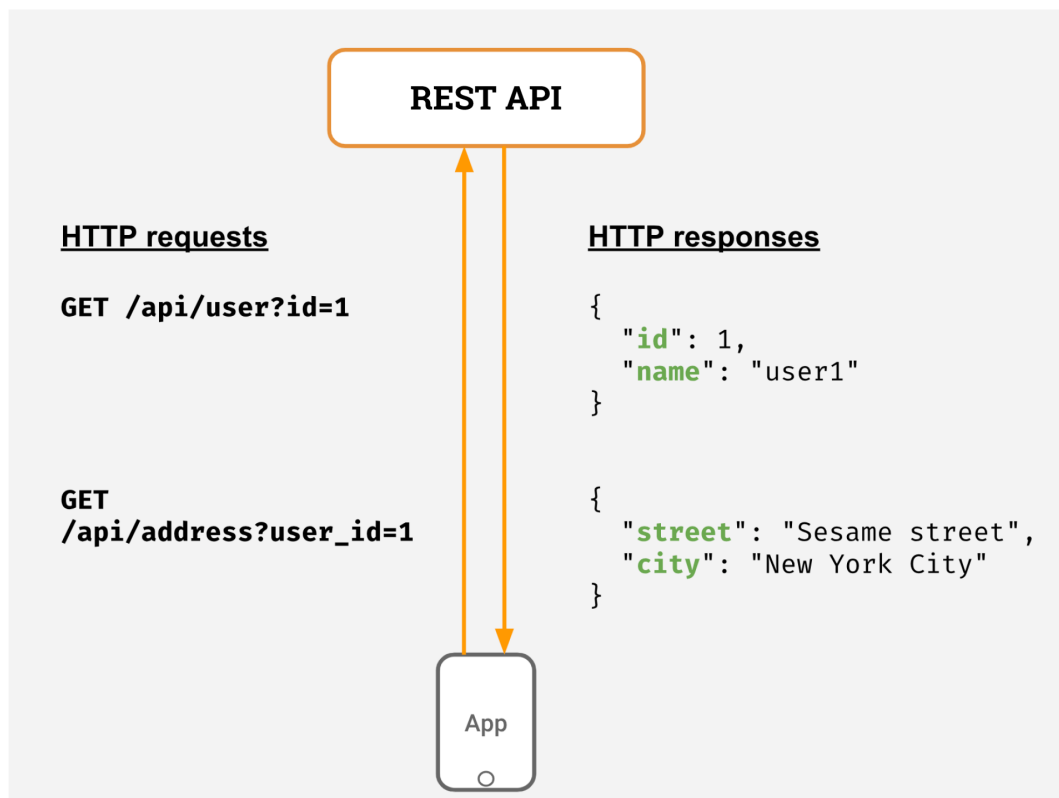 REST API
HTTP requests
GET /api/user?id=1
GET
/api/address?user_id=1
HTTP responses
{
  "id": 1,
  "name": "user1"
}
{
  "street": "Sesame street",
  "city": "New York City"
}
App